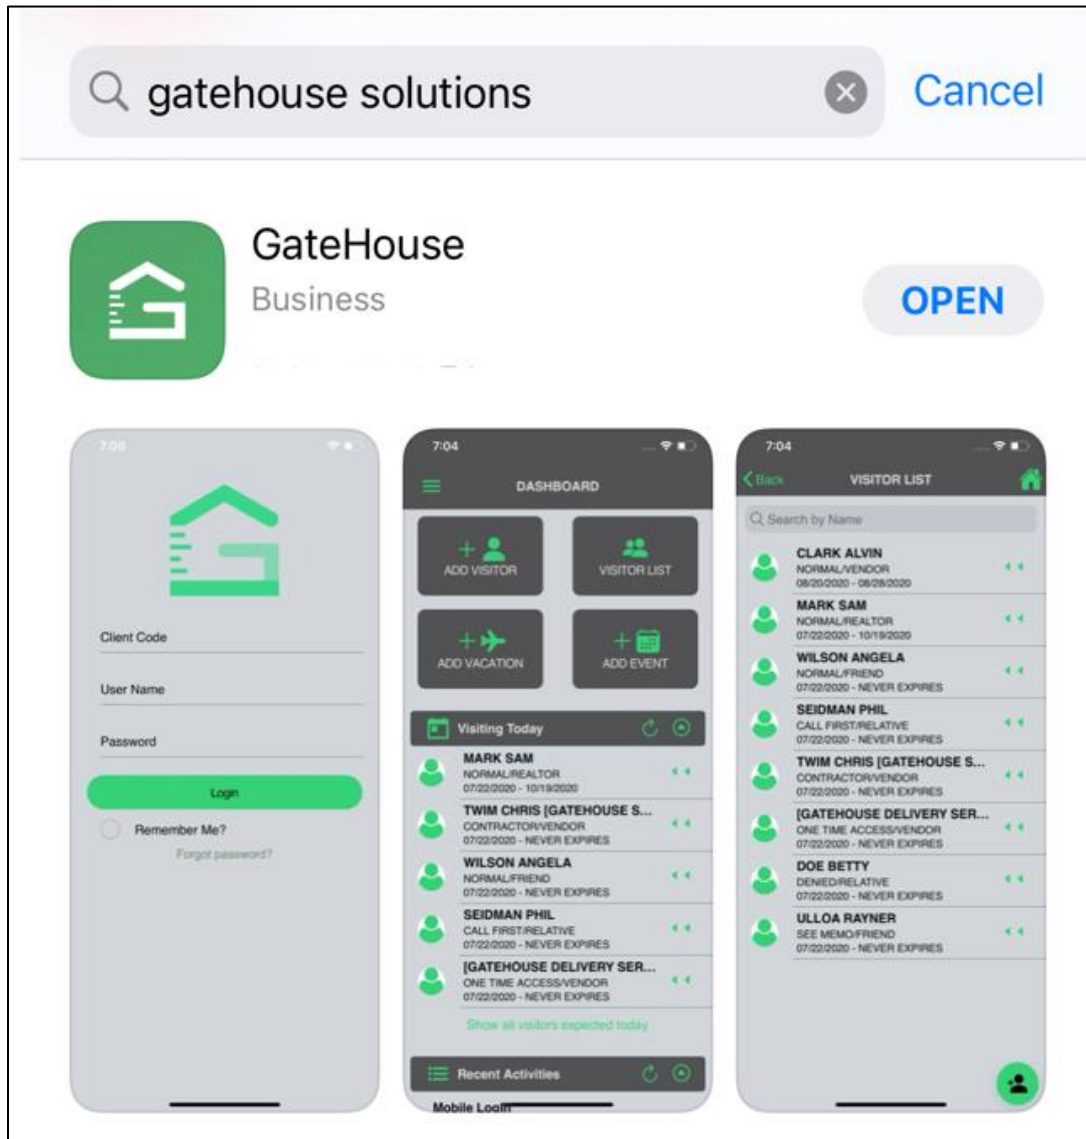 gatehouse solutions
Cancel
GateHouse
Business
OPEN
7:08
Client Code
User Name
Password
Login
Remember Me?
Forgot password?
7:04
DASHBOARD
ADD VISITOR
VISITOR LIST
ADD VACATION
ADD EVENT
Visiting Today
MARK SAM
NORMAL/REALTOR
07/22/2020 - 10/19/2020
TWIM CHRIS [GATEHOUSE S...
CONTRACTOR/VENDOR
07/22/2020 - NEVER EXPIRES
WILSON ANGELA
NORMAL/FRIEND
07/22/2020 - NEVER EXPIRES
SEIDMAN PHIL
CALL FIRST/RELATIVE
07/22/2020 - NEVER EXPIRES
[GATEHOUSE DELIVERY SER...
ONE TIME ACCESS/VENDOR
07/22/2020 - NEVER EXPIRES
Show all visitors expected today
Recent Activities
Mobile Login
7:04
Back
VISITOR LIST
Search by Name
CLARK ALVIN
NORMAL/VENDOR
08/20/2020 - 08/28/2020
MARK SAM
NORMAL/REALTOR
07/22/2020 - 10/19/2020
WILSON ANGELA
NORMAL/FRIEND
07/22/2020 - NEVER EXPIRES
SEIDMAN PHIL
CALL FIRST/RELATIVE
07/22/2020 - NEVER EXPIRES
TWIM CHRIS [GATEHOUSE S...
CONTRACTOR/VENDOR
07/22/2020 - NEVER EXPIRES
[GATEHOUSE DELIVERY SER...
ONE TIME ACCESS/VENDOR
07/22/2020 - NEVER EXPIRES
DOE BETTY
DENIED/RELATIVE
07/22/2020 - NEVER EXPIRES
ULLOA RAYNER
SEE MEMO/FRIEND
07/22/2020 - NEVER EXPIRES